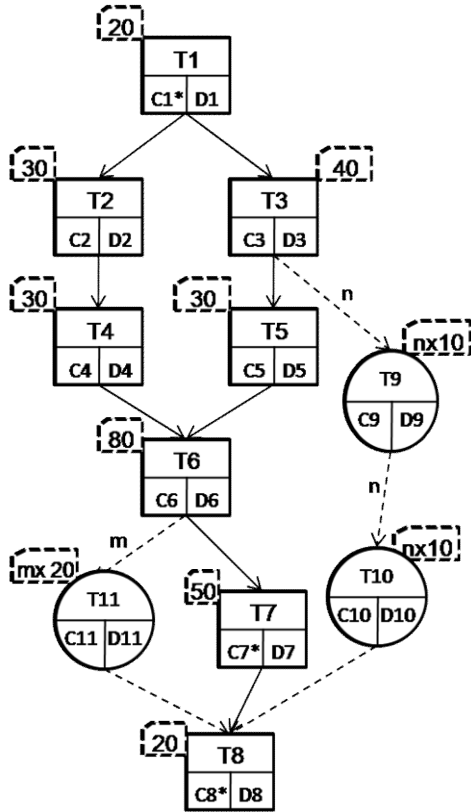 20
T1
C1* D1
30 40
T2 T3
C2 D2 C3 D3
n
30 30
T4 T5
C4 D4 C5 D5
nx10
T9
C9 D9
80
T6
C6 D6
n
m
nx10
mx 20
T11
C11 D11
50
T7
C7* D7
T10
C10 D10
20
T8
C8* D8